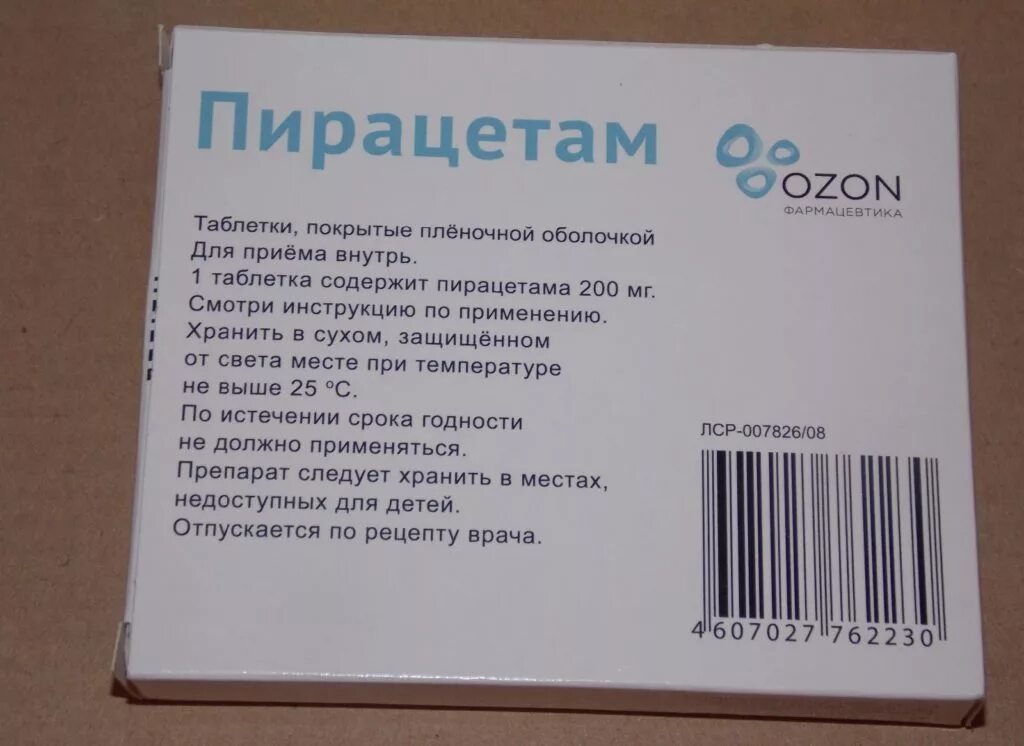 Пирацетам
OZON
ФАРМАЦЕВТИКА
Таблетки, покрытые плёночной оболочкой
Для приёма внутрь.
1 таблетка содержит пирацетама 200 мг.
Смотри инструкцию по применению.
Хранить в сухом, защищённом
от света месте при температуре
не выше 25 °С.
По истечении срока годности
не должно применяться.
Препарат следует хранить в местах,
недоступных для детей.
Отпускается по рецепту врача.
ЛСР-007826/08
4 607027 762230